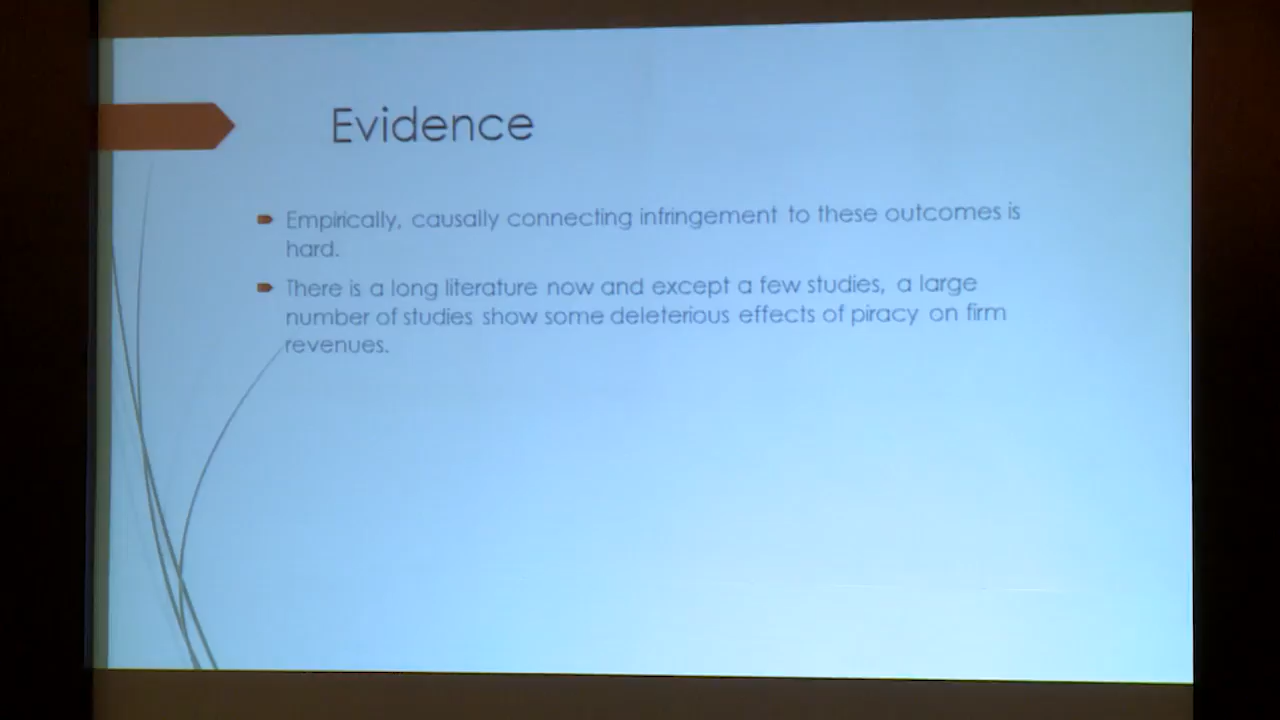 Evidence
Empirically, causally connecting infringement to these outcomes is
hard.
There is a long literature now and except a few studies, a large
number of studies show some deleterious effects of piracy on firm
revenues.